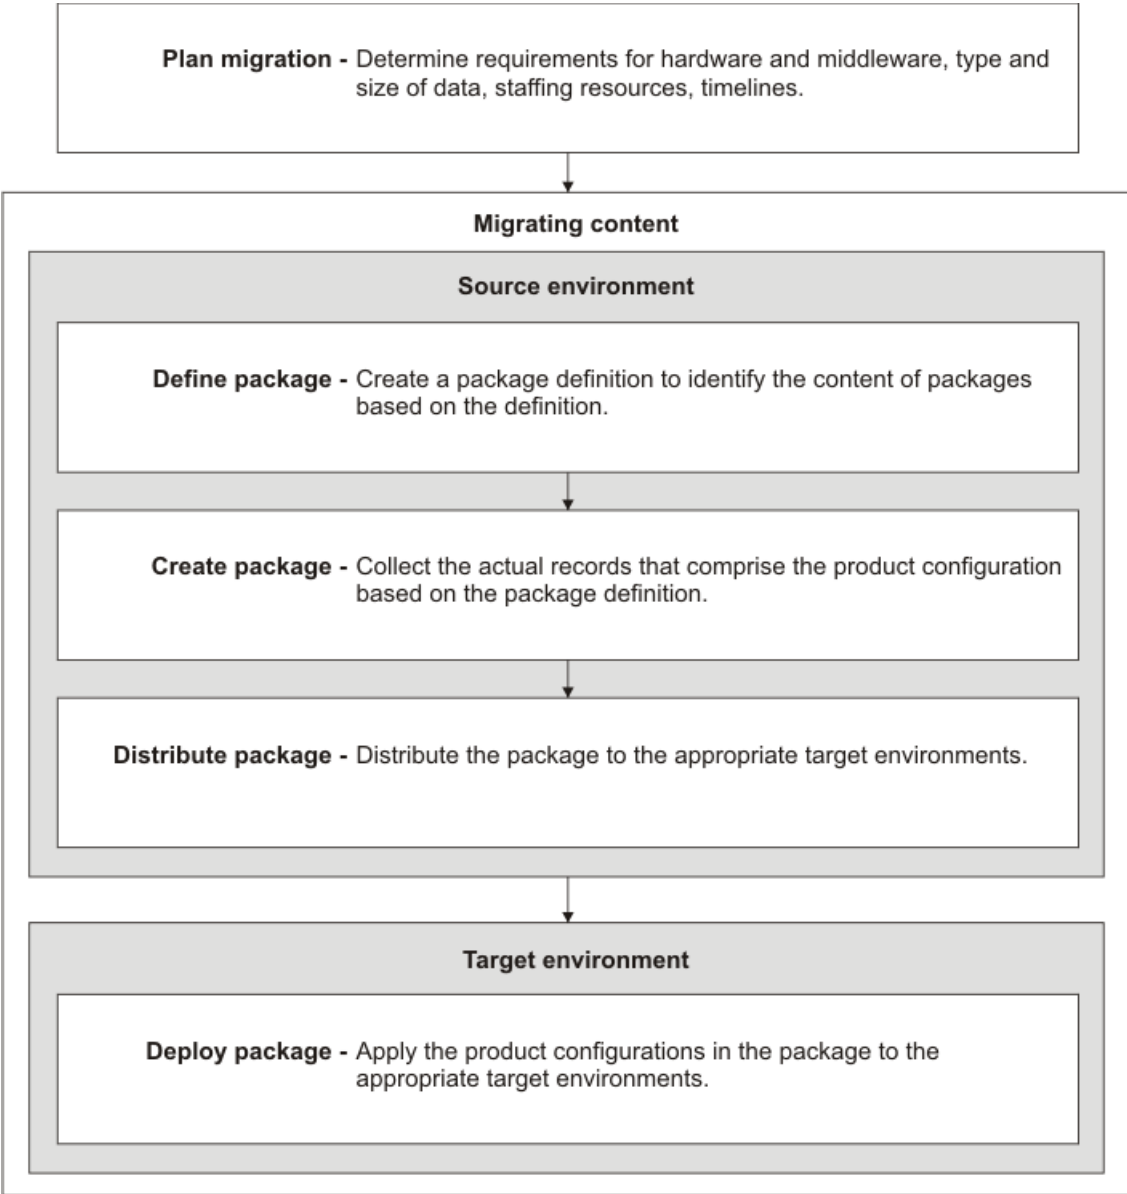 Plan migration - Determine requirements for hardware and middleware, type and
size of data, staffing resources, timelines.
Migrating content
Source environment
Define package - Create a package definition to identify the content of packages
based on the definition.
Create package - Collect the actual records that comprise the product configuration
based on the package definition.
Distribute package - Distribute the package to the appropriate target environments.
Target environment
Deploy package - Apply the product configurations in the package to the
appropriate target environments.